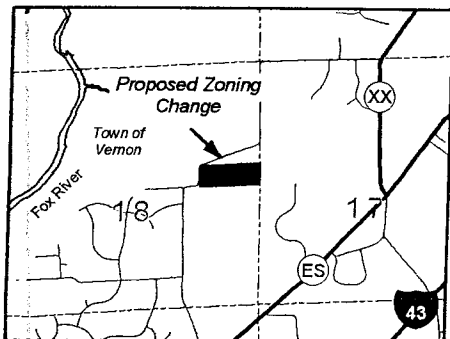 Proposed Zoning
Change
XX
Town of
Vernon
Fox River
18
17
ES
43